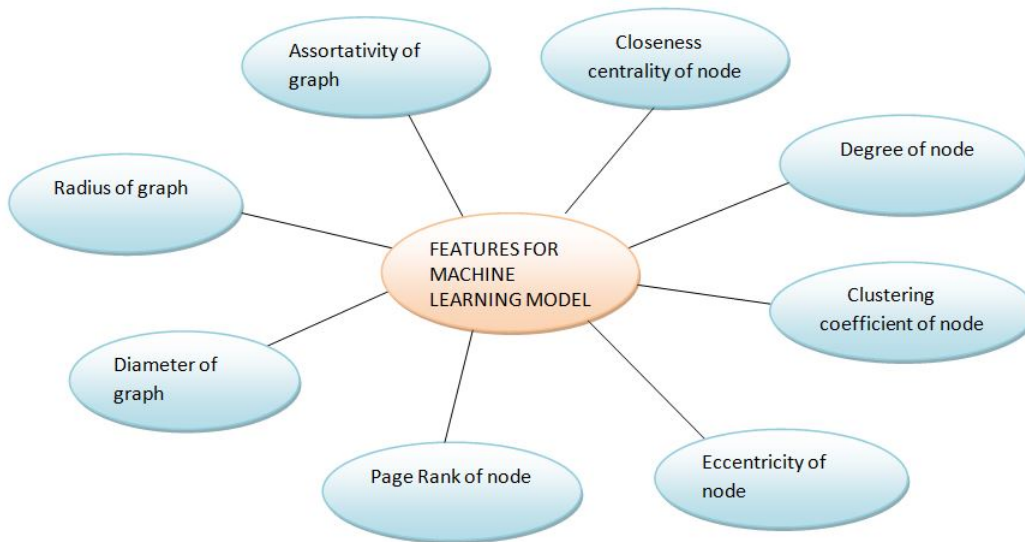 Assortativity of
graph
Closeness
centrality of node
Degree of node
Radius of graph
FEATURES FOR
MACHINE
LEARNING MODEL
Clustering
coefficient of node
Diameter of
graph
Page Rank of node
Eccentricity of
node